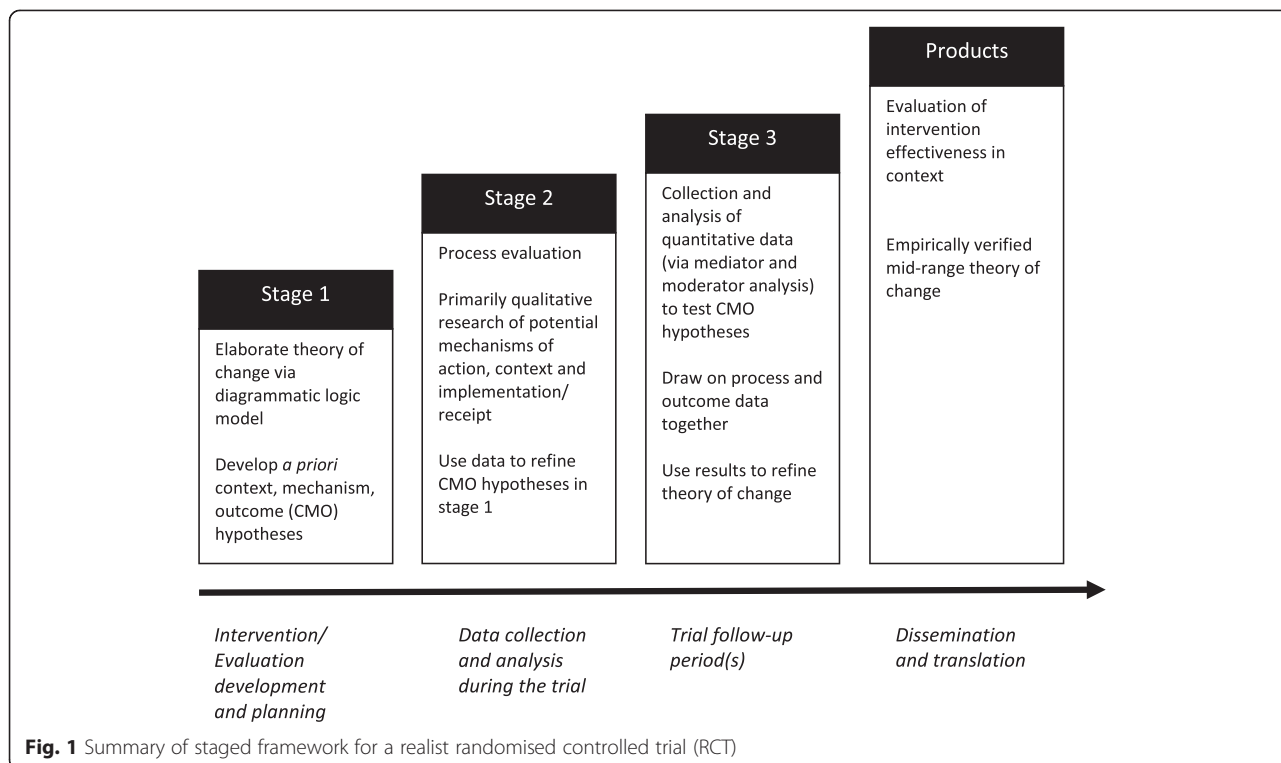 Stage 1
Elaborate theory of
change via
diagrammatic logic
model
Develop a priori
context, mechanism,
outcome (CMO)
hypotheses
Stage 2
Process evaluation
Primarily qualitative
research of potential
mechanisms of
action, context and
implementation/
receipt
Use data to refine
CMO hypotheses in
stage 1
Stage 3
Collection and
analysis of
quantitative data
(via mediator and
moderator analysis)
to test CMO
hypotheses
Draw on process and
outcome data
together
Use results to refine
theory of change
Products
Evaluation of
intervention
effectiveness in
context
Empirically verified
mid-range theory of
change
Intervention/
Evaluation
development
and planning
Data collection
and analysis
during the trial
Trial follow-up
period(s)
Dissemination
and translation
Fig. 1 Summary of staged framework for a realist randomised controlled trial (RCT)